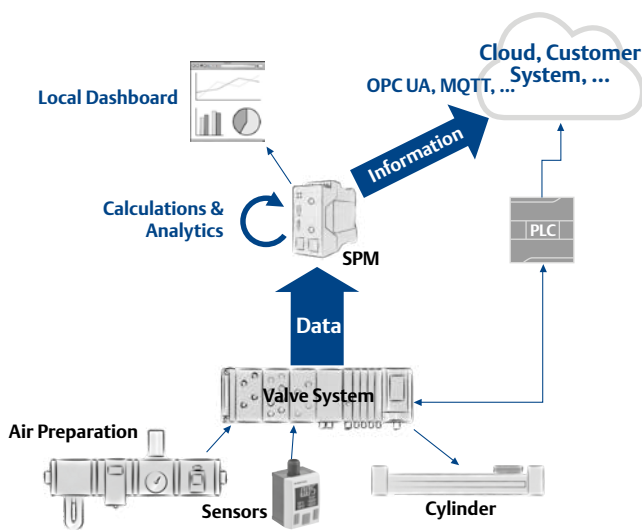 Cloud, Customer
System, ...
OPC UA, MQTT, ...
Local Dashboard
Information
Calculations &
Analytics
SPM
PLC
Data
Valve System
Air Preparation
Sensors
Cylinder